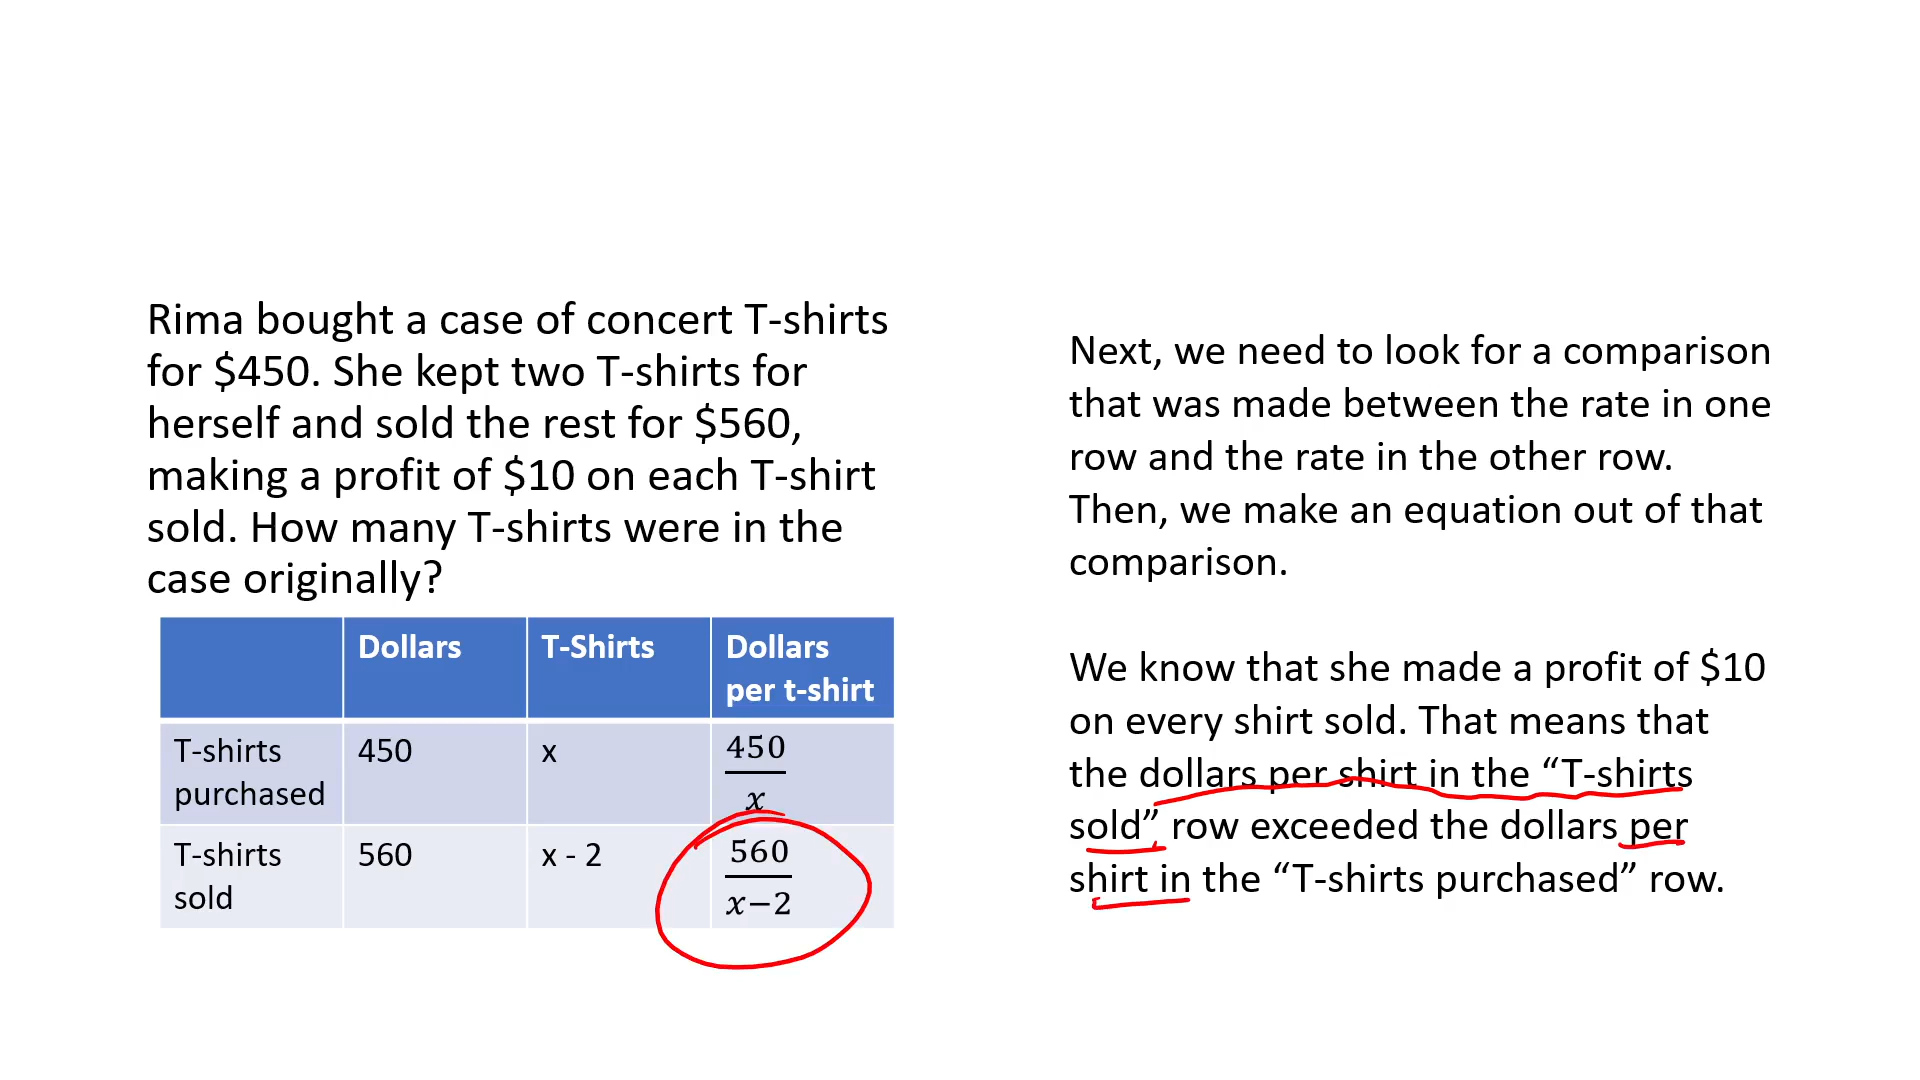 Rima bought a case of concert T-shirts
for $450. She kept two T-shirts for
herself and sold the rest for $560,
making a profit of $10 on each T-shirt
sold. How many T-shirts were in the
case originally?
Dollars T-Shirts Dollars
per t-shirt
T-shirts
purchased 450 x 450/x
T-shirts
sold 560 x - 2 560/x−2
Next, we need to look for a comparison
that was made between the rate in one
row and the rate in the other row.
Then, we make an equation out of that
comparison.
We know that she made a profit of $10
on every shirt sold. That means that
the dollars per shirt in the “T-shirts
sold” row exceeded the dollars per
shirt in the “T-shirts purchased” row.